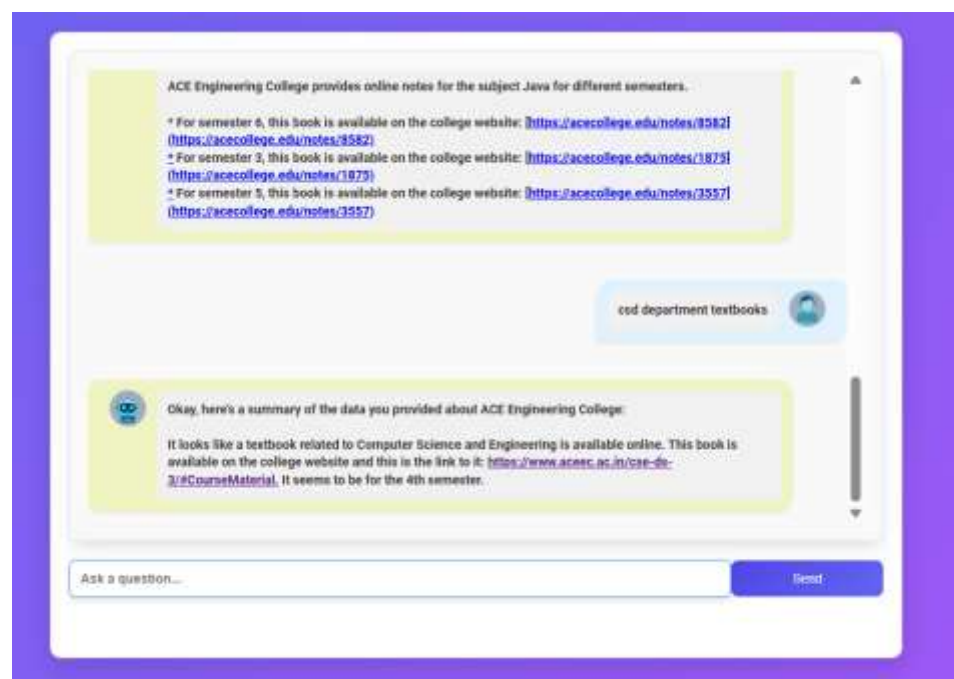 ACE Engineering College provides online notes for the subject Java for different semesters.
* For semester 6, this book is available on the college website: [https://acecollege.edu/notes/8582]
(https://acecollege.edu/notes/8582)
* For semester 3, this book is available on the college website: [https://acecollege.edu/notes/1875]
(https://acecollege.edu/notes/1875)
* For semester 5, this book is available on the college website: [https://acecollege.edu/notes/3557]
(https://acecollege.edu/notes/3557)
csd department textbooks
Okay, here's a summary of the data you provided about ACE Engineering College:
It looks like a textbook related to Computer Science and Engineering is available online. This book is
available on the college website and this is the link to it: https://www.aceec.ac.in/cse-ds-
3/#CourseMaterial. It seems to be for the 4th semester.
Ask a question...
Send